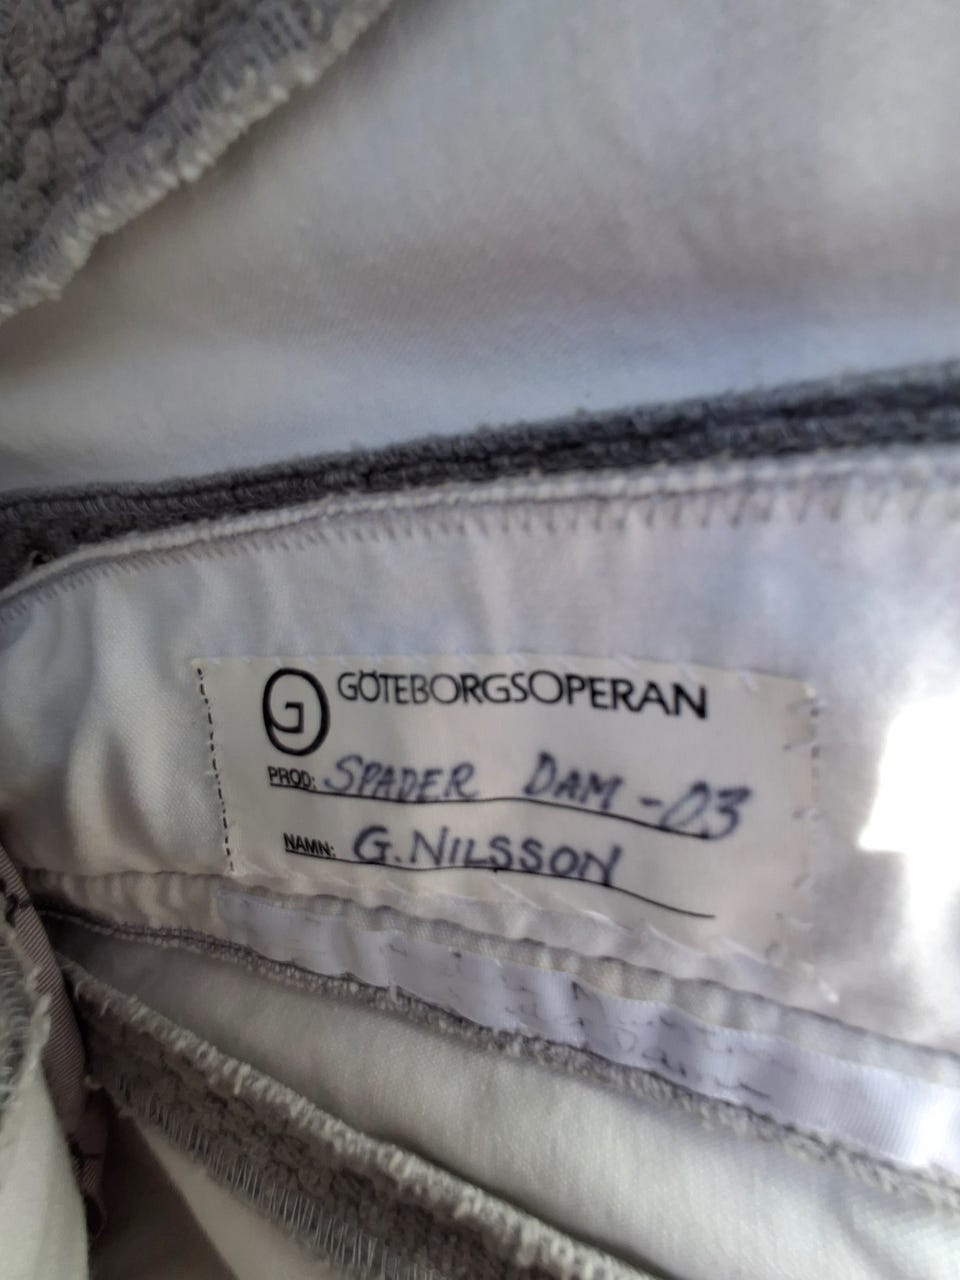 G GÖTEBORGSOPERAN
PROD: SPADER DAM -03
NAMN: G. NILSSON